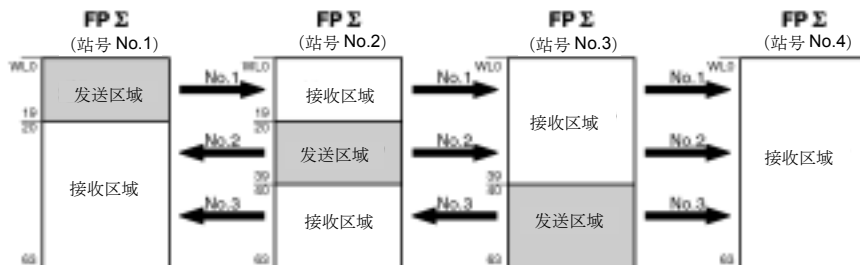 FP Σ FP Σ FP Σ FP Σ
(站号 No.1) (站号 No.2) (站号 No.3) (站号 No.4)
WL0 发送区域 No.1 WL0 接收区域 No.1 WL0 No.1 WL0
19 19 接收区域
20 No.2 20 发送区域 No.2 No.2 接收区域
接收区域 39 39
No.3 40 接收区域 No.3 40 发送区域 No.3
63 63 63 63